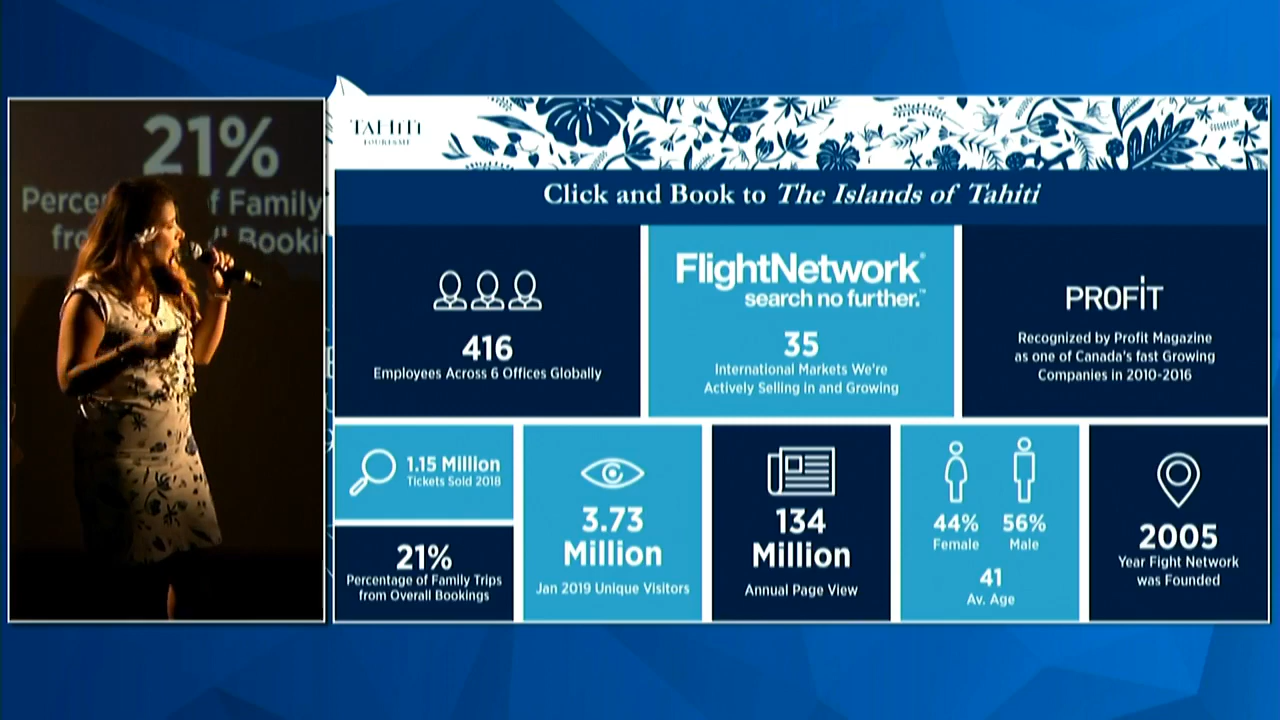 21%
Perce f Family
fro ll Booki
TAHITI
TOURISME
Click and Book to The Islands of Tahiti
416
Employees Across 6 Offices Globally
FlightNetwork®
search no further.™
35
International Markets We're
Actively Selling in and Growing
PROFIT
Recognized by Profit Magazine
as one of Canada's fast Growing
Companies in 2010-2016
1.15 Million
Tickets Sold 2018
21%
Percentage of Family Trips
from Overall Bookings
3.73
Million
Jan 2019 Unique Visitors
134
Million
Annual Page View
44% 56%
Female Male
41
Av. Age
2005
Year Fight Network
was Founded